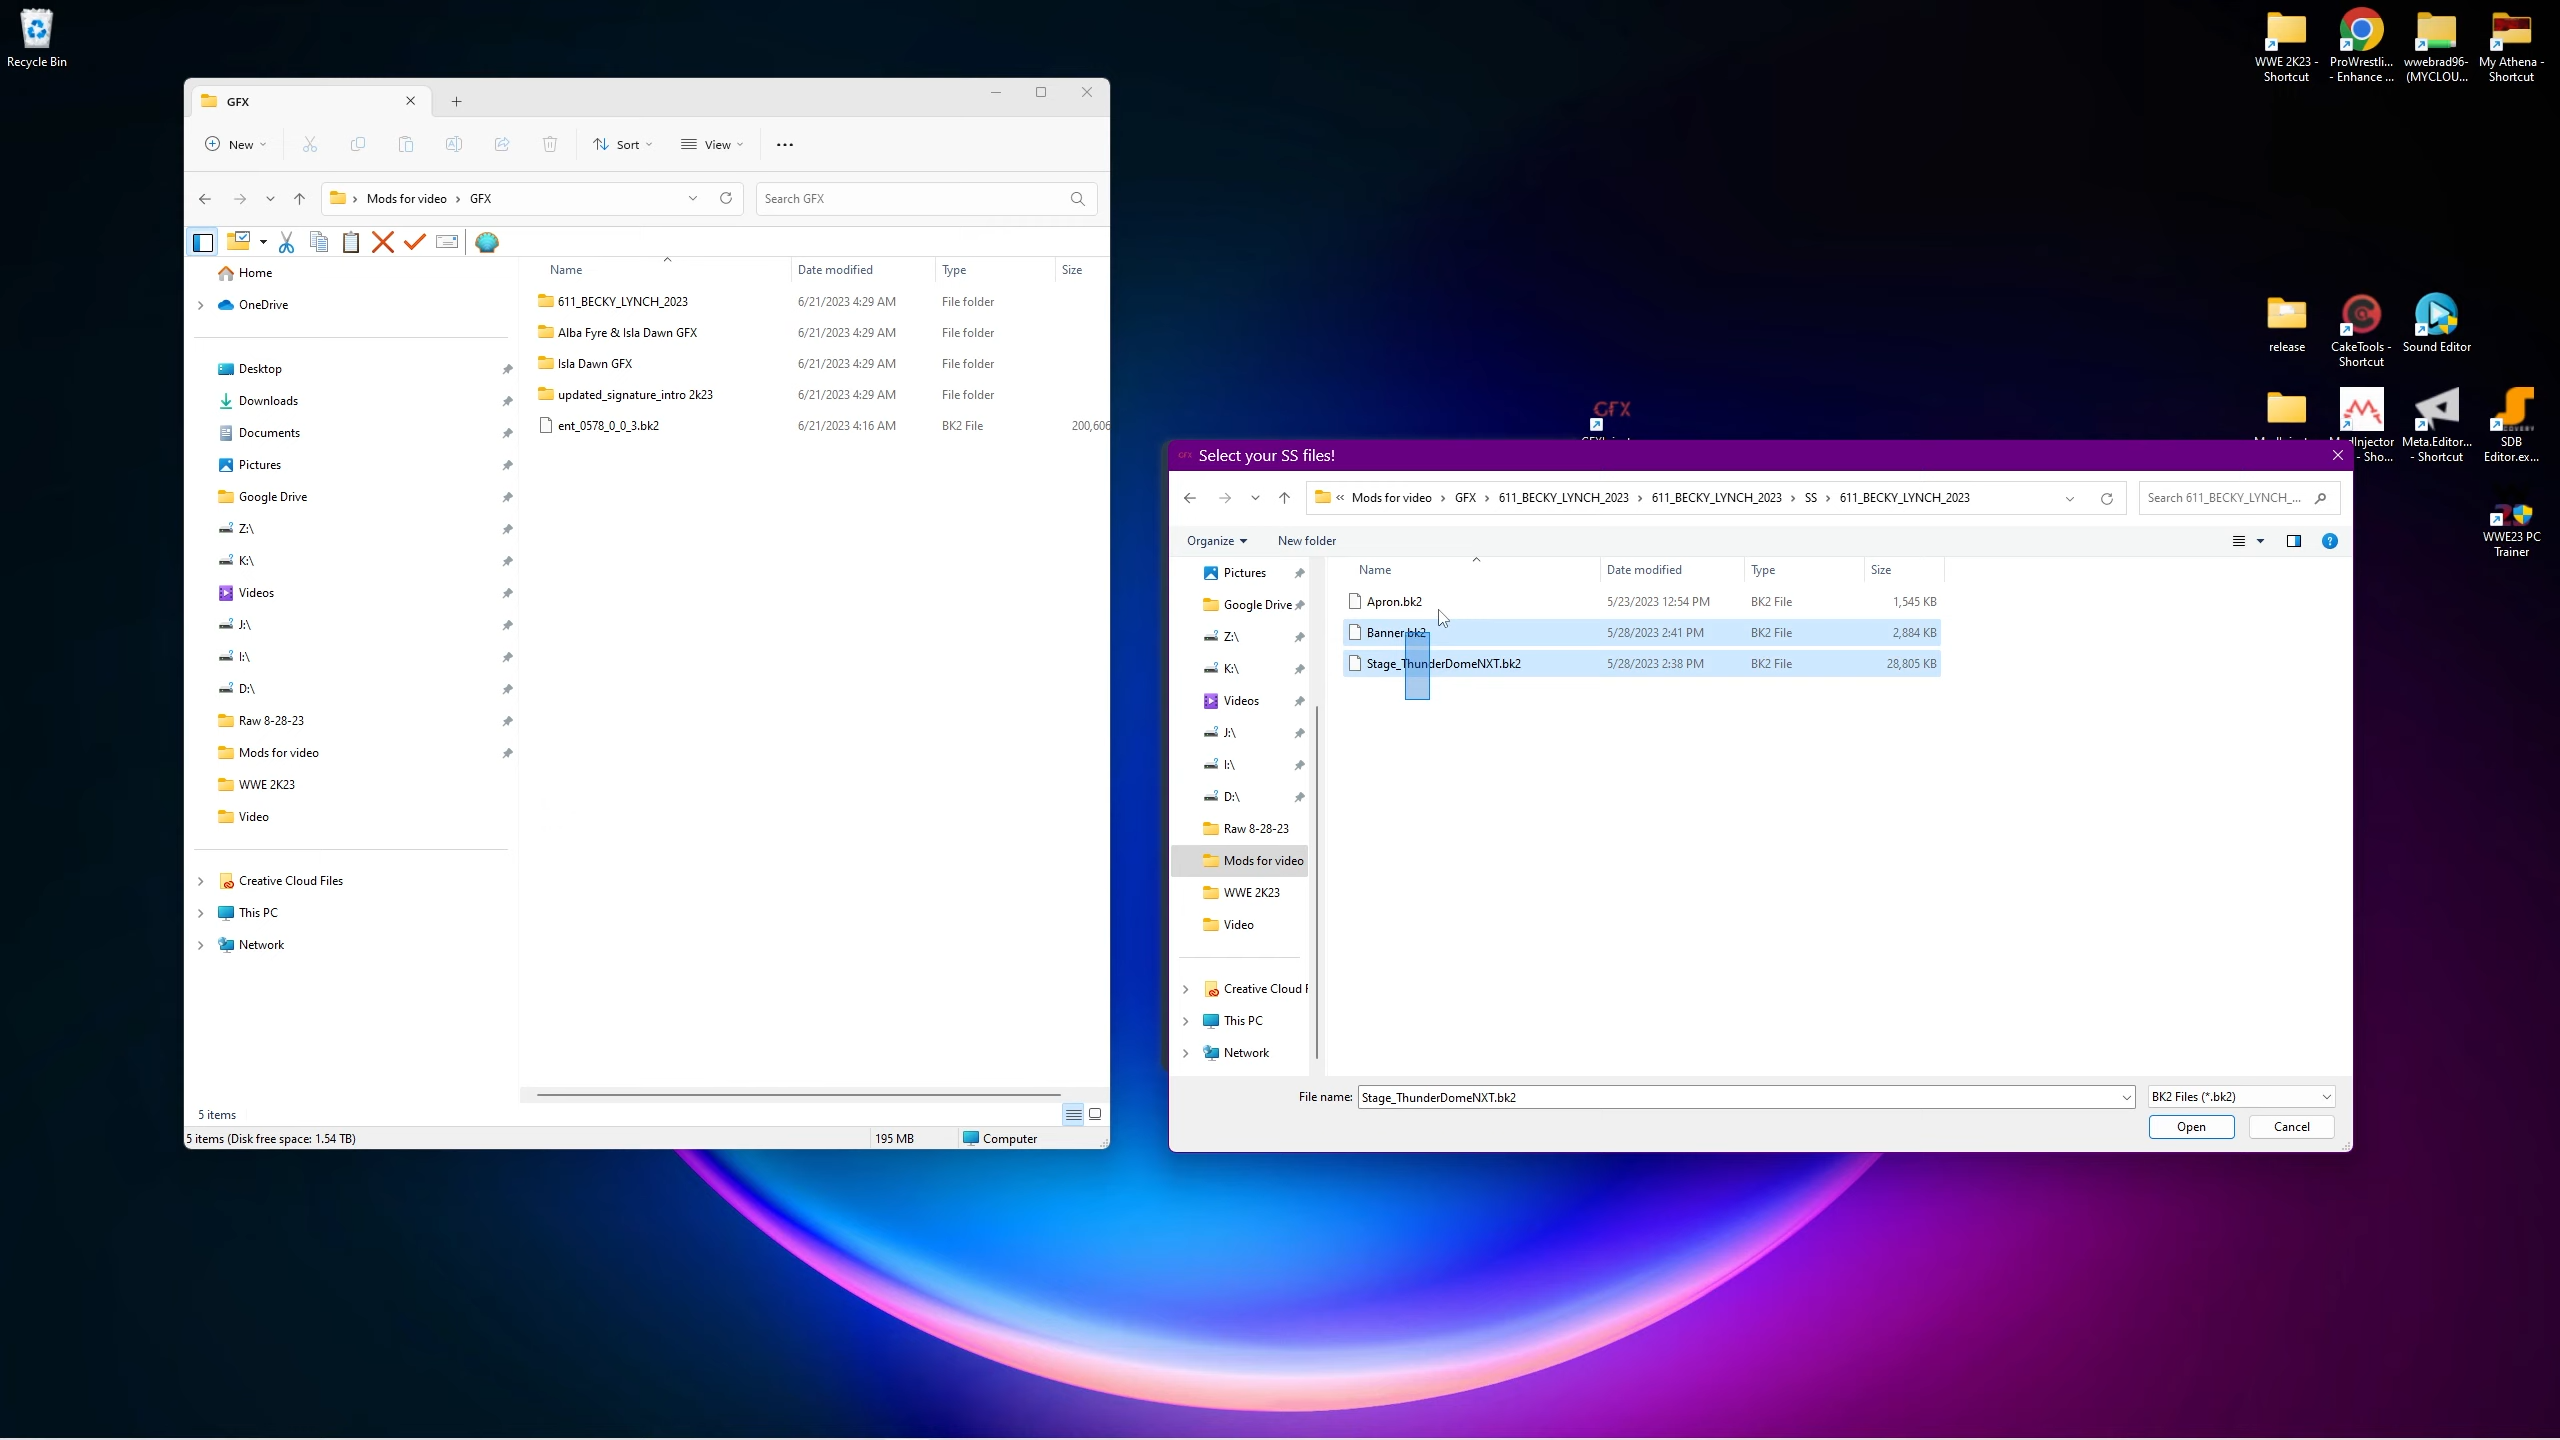 Recycle Bin
WWE 2K23 - Shortcut
ProWrestli... - Enhance ...
wwebrad96- (MYCLOU...
My Athena - Shortcut
release
CakeTools - Shortcut
Sound Editor
Meta.Editor... - Shortcut
SDB Editor.ex...
WWE23 PC Trainer
GFX
GFX
New
Sort
View
Mods for video
GFX
Search GFX
Home
OneDrive
Desktop
Downloads
Documents
Pictures
Google Drive
Z:\
K:\
Videos
J:\
I:\
D:\
Raw 8-28-23
Mods for video
WWE 2K23
Video
Creative Cloud Files
This PC
Network
Name Date modified Type Size
611_BECKY_LYNCH_2023 6/21/2023 4:29 AM File folder
Alba Fyre & Isla Dawn GFX 6/21/2023 4:29 AM File folder
Isla Dawn GFX 6/21/2023 4:29 AM File folder
updated_signature_intro 2k23 6/21/2023 4:29 AM File folder
ent_0578_0_0_3.bk2 6/21/2023 4:16 AM BK2 File 200,606
5 items
5 items (Disk free space: 1.54 TB) 195 MB Computer
Select your SS files!
« Mods for video › GFX › 611_BECKY_LYNCH_2023 › 611_BECKY_LYNCH_2023 › SS › 611_BECKY_LYNCH_2023
Search 611_BECKY_LYNCH_...
Organize New folder
Pictures
Google Drive
Z:\
K:\
Videos
J:\
I:\
D:\
Raw 8-28-23
Mods for video
WWE 2K23
Video
Creative Cloud F
This PC
Network
Name Date modified Type Size
Apron.bk2 5/23/2023 12:54 PM BK2 File 1,545 KB
Banner.bk2 5/28/2023 2:41 PM BK2 File 2,884 KB
Stage_ThunderDomeNXT.bk2 5/28/2023 2:38 PM BK2 File 28,805 KB
File name: Stage_ThunderDomeNXT.bk2
BK2 Files (*.bk2)
Open
Cancel